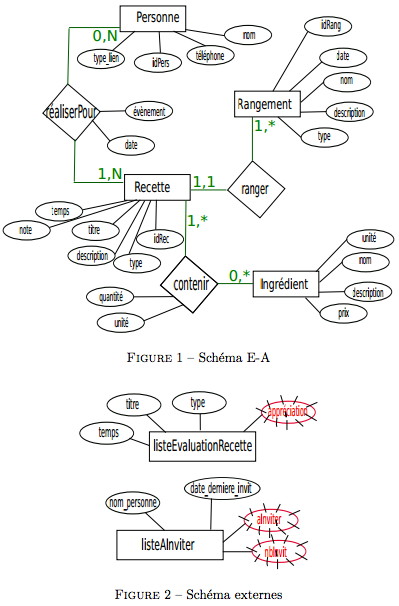 Personne
0,N
type_lien
idPers
téléphone
nom
idRang
date
nom
description
type
Rangement
1,*
réaliserPour
évènement
date
1,N
Recette
1,1
ranger
temps
note
titre
description
type
idRec
1,*
contenir
quantité
unité
0,*
Ingrédient
unité
nom
description
prix
FIGURE 1 – Schéma E-A
titre
type
appréciation
temps
listeEvaluationRecette
nom_personne
date_derniere_invit
aInviter
listeAInviter
nbInvit
FIGURE 2 – Schéma externes